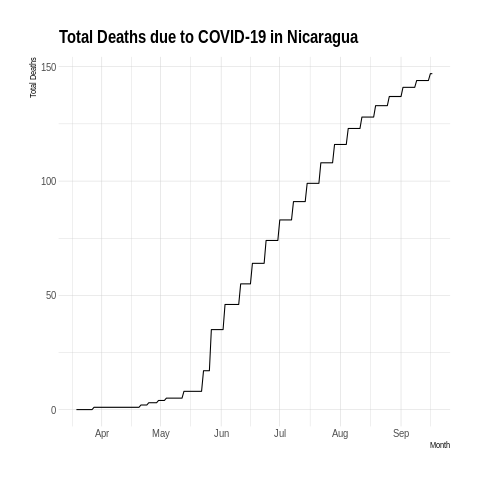 Total Deaths due to COVID-19 in Nicaragua
Total Deaths
150
100
50
0
Apr May Jun Jul Aug Sep
Month